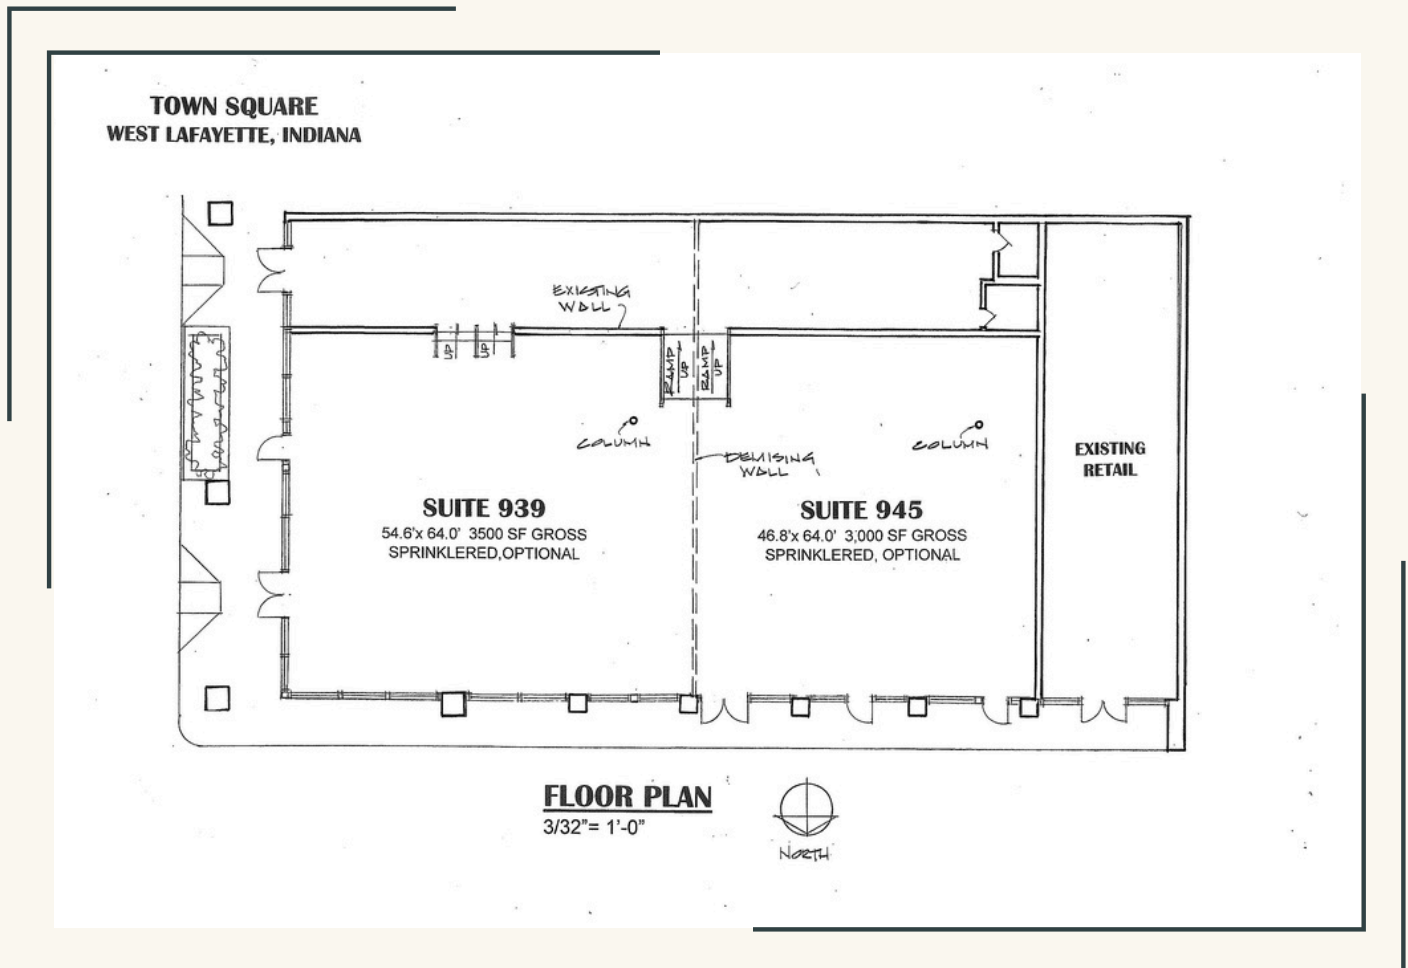 TOWN SQUARE
WEST LAFAYETTE, INDIANA
EXISTING
WALL
UP
UP
RAMP
UP
RAMP
UP
COLUMN
COLUMN
DEMISING
WALL
EXISTING
RETAIL
SUITE 939
54.6'x 64.0' 3500 SF GROSS
SPRINKLERED,OPTIONAL
SUITE 945
46.8'x 64.0' 3,000 SF GROSS
SPRINKLERED, OPTIONAL
FLOOR PLAN
3/32"= 1'-0"
NORTH